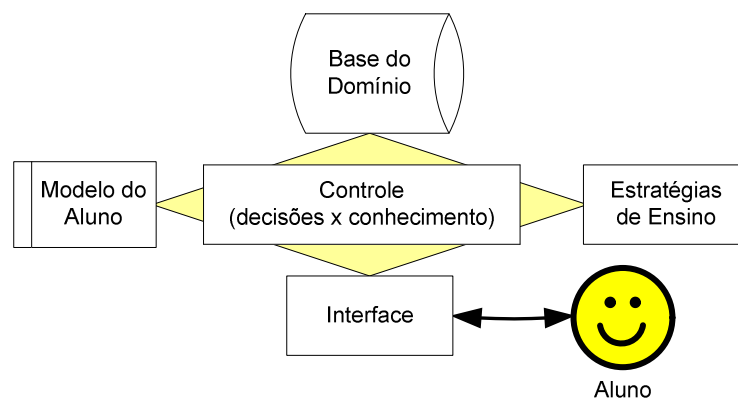 Base do
Domínio
Modelo do
Aluno
Controle
(decisões x conhecimento)
Estratégias
de Ensino
Interface
Aluno